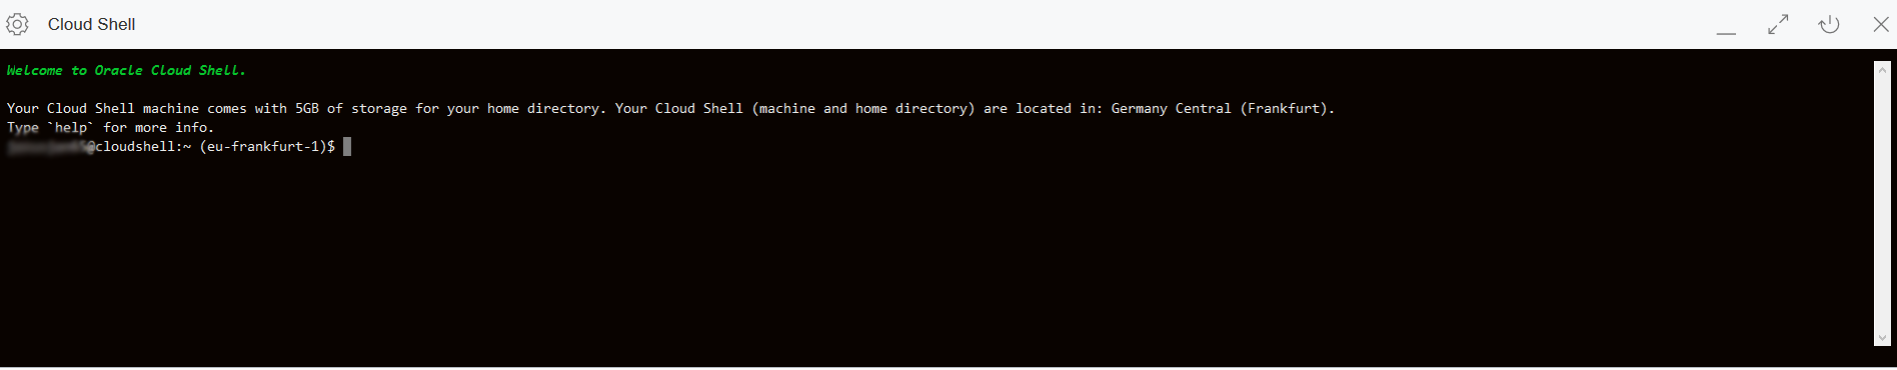 Cloud Shell
Welcome to Oracle Cloud Shell.
Your Cloud Shell machine comes with 5GB of storage for your home directory. Your Cloud Shell (machine and home directory) are located in: Germany Central (Frankfurt).
Type `help` for more info.
@cloudshell:~ (eu-frankfurt-1)$